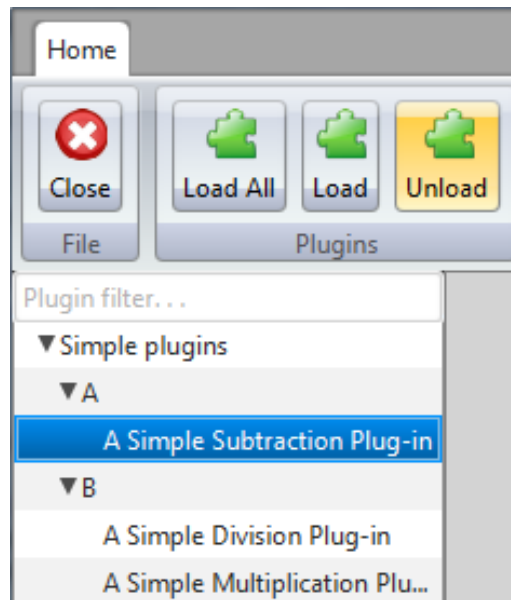 Home
Close
Load All
Load
Unload
File
Plugins
Plugin filter...
Simple plugins
A
A Simple Subtraction Plug-in
B
A Simple Division Plug-in
A Simple Multiplication Plu...